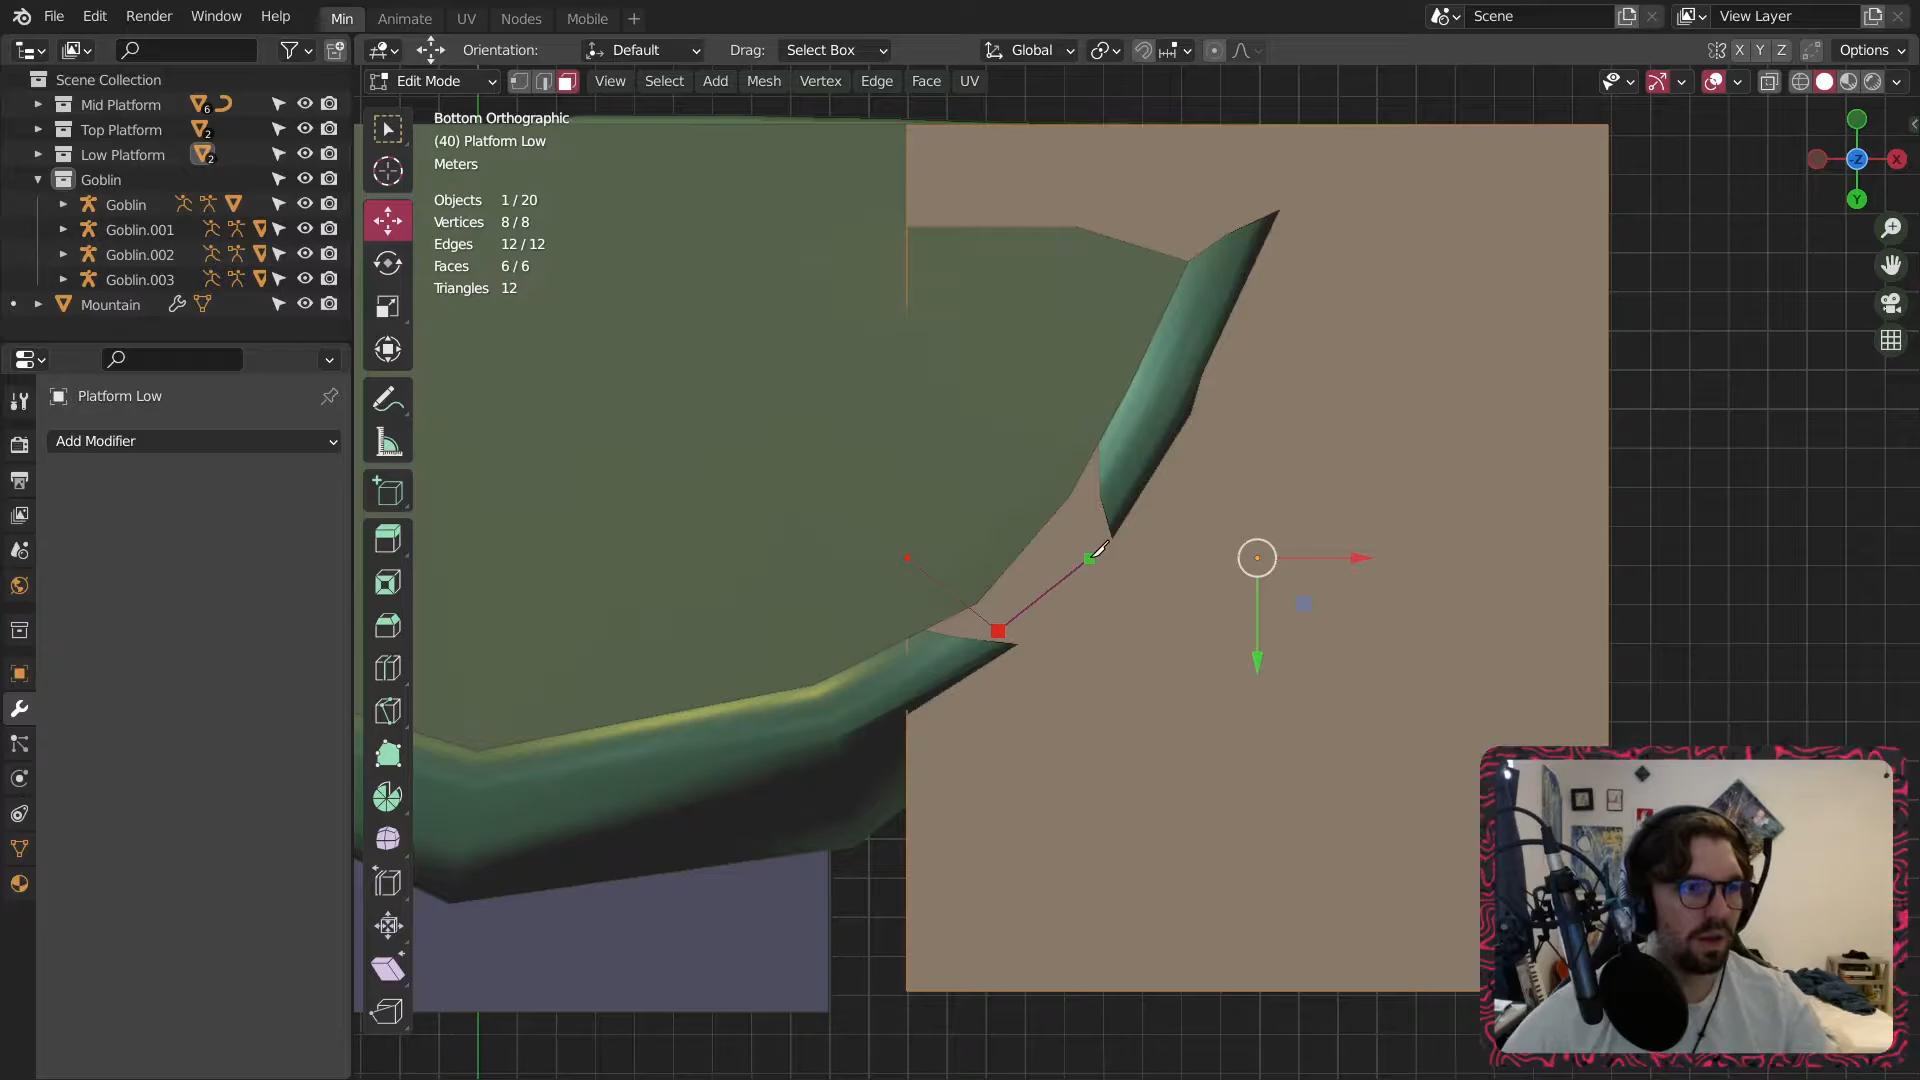 File Edit Render Window Help Min Animate UV Nodes Mobile + Scene View Layer
Orientation: Default Drag: Select Box Global X Y Z Options
Edit Mode View Select Add Mesh Vertex Edge Face UV
Scene Collection
Mid Platform 6
Top Platform 2
Low Platform 2
Goblin
Goblin
Goblin.001
Goblin.002
Goblin.003
Mountain
Platform Low
Add Modifier
Bottom Orthographic
(40) Platform Low
Meters
Objects 1 / 20
Vertices 8 / 8
Edges 12 / 12
Faces 6 / 6
Triangles 12
-Z X
Y